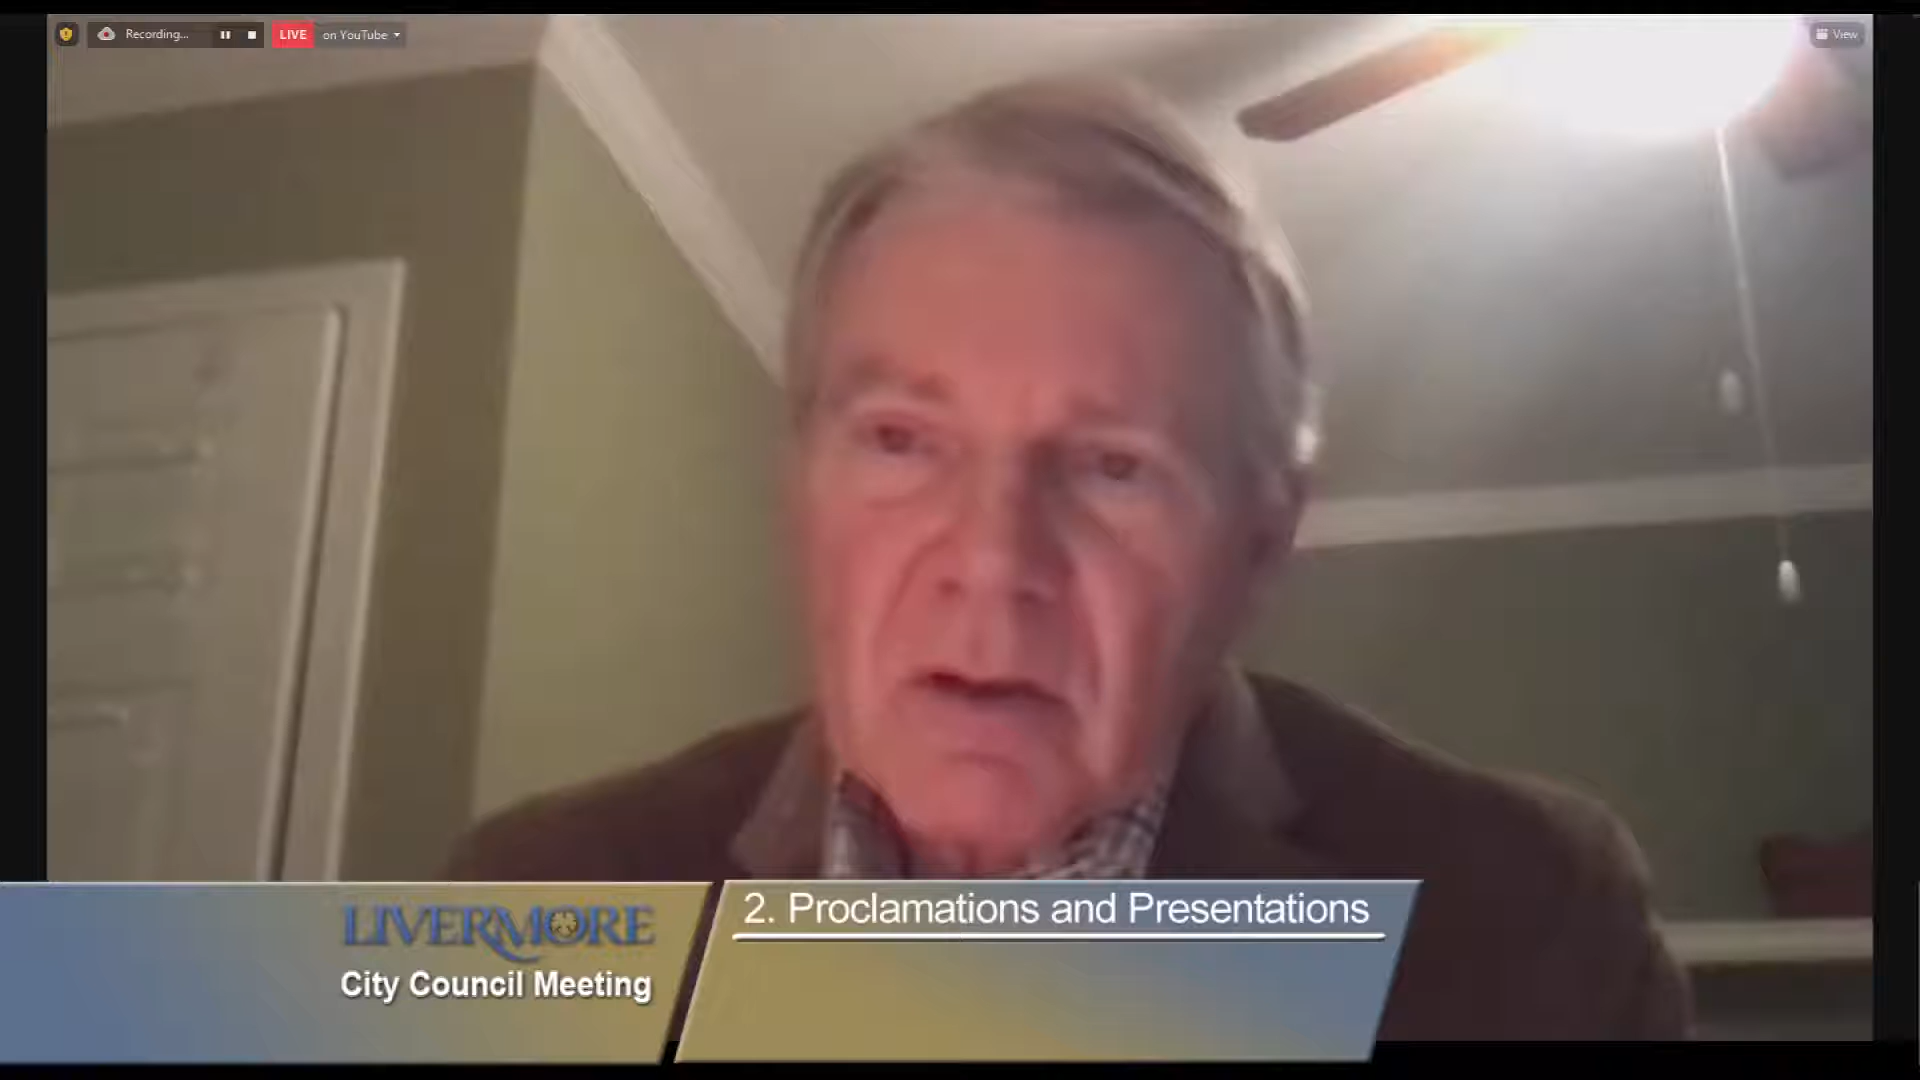 Recording...
LIVE on YouTube
View
LIVERMORE
City Council Meeting
2. Proclamations and Presentations